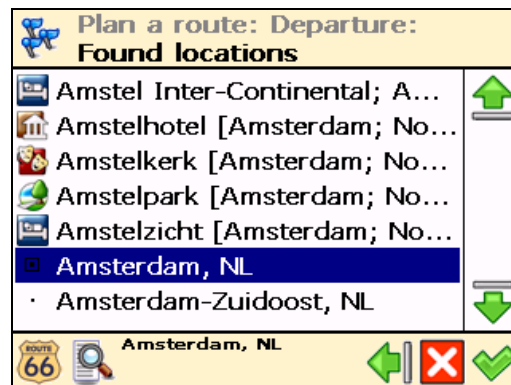 Plan a route: Departure:
Found locations
Amstel Inter-Continental; A...
Amstelhotel [Amsterdam; No...
Amstelkerk [Amsterdam; No...
Amstelpark [Amsterdam; No...
Amstelzicht [Amsterdam; No...
Amsterdam, NL
Amsterdam-Zuidoost, NL
ROUTE
66
Amsterdam, NL